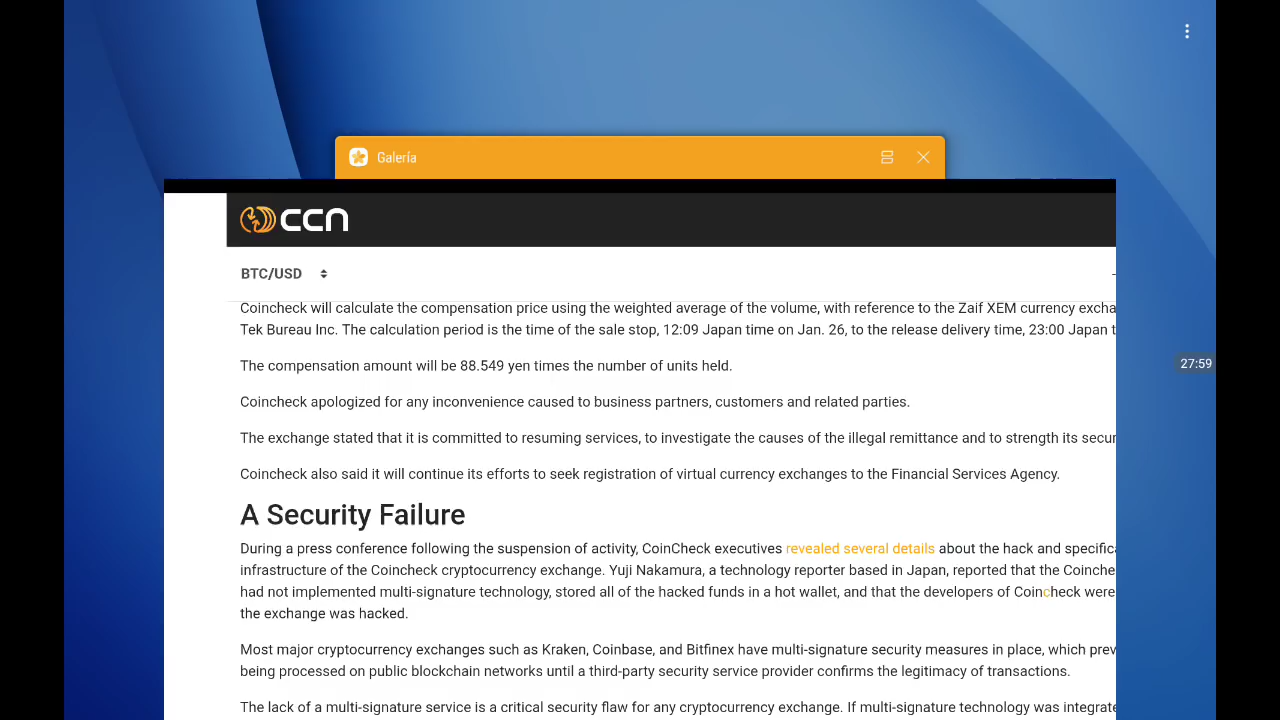 Galería
ccn
BTC/USD
Coincheck will calculate the compensation price using the weighted average of the volume, with reference to the Zaif XEM currency excha
Tek Bureau Inc. The calculation period is the time of the sale stop, 12:09 Japan time on Jan. 26, to the release delivery time, 23:00 Japan t
27:59
The compensation amount will be 88.549 yen times the number of units held.
Coincheck apologized for any inconvenience caused to business partners, customers and related parties.
The exchange stated that it is committed to resuming services, to investigate the causes of the illegal remittance and to strength its secur
Coincheck also said it will continue its efforts to seek registration of virtual currency exchanges to the Financial Services Agency.
A Security Failure
During a press conference following the suspension of activity, CoinCheck executives revealed several details about the hack and specifica
infrastructure of the Coincheck cryptocurrency exchange. Yuji Nakamura, a technology reporter based in Japan, reported that the Coinche
had not implemented multi-signature technology, stored all of the hacked funds in a hot wallet, and that the developers of Coincheck were
the exchange was hacked.
Most major cryptocurrency exchanges such as Kraken, Coinbase, and Bitfinex have multi-signature security measures in place, which prev
being processed on public blockchain networks until a third-party security service provider confirms the legitimacy of transactions.
The lack of a multi-signature service is a critical security flaw for any cryptocurrency exchange. If multi-signature technology was integrate